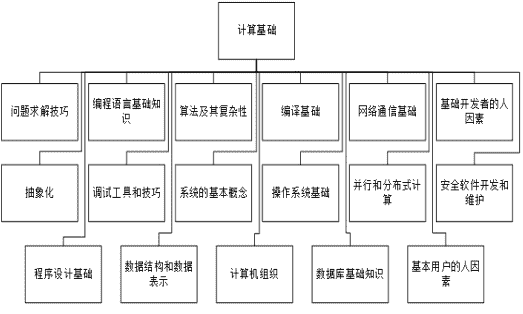 计算基础
问题求解技巧
编程语言基础知
识
算法及其复杂性
编译基础
网络通信基础
基础开发者的人
因素
抽象化
调试工具和技巧
系统的基本概念
操作系统基础
并行和分布式计
算
安全软件开发和
维护
程序设计基础
数据结构和数据
表示
计算机组织
数据库基础知识
基本用户的人因
素